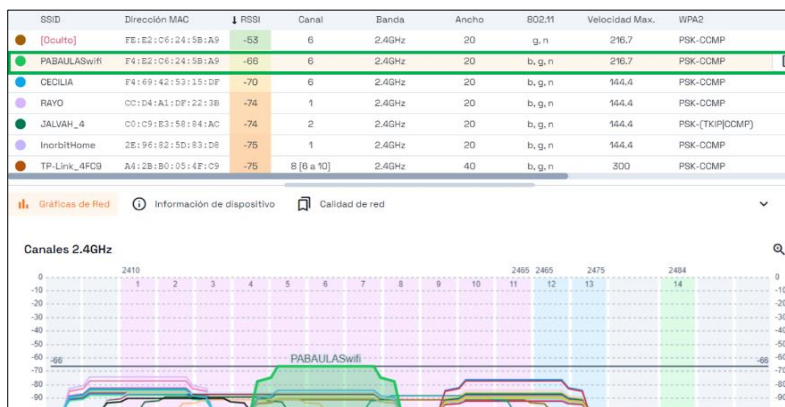 SSID Dirección MAC ↓ RSSI Canal Banda Ancho 802.11 Velocidad Max. WPA2
[Oculto] FE:E2:C6:24:5B:A9 -53 6 2.4GHz 20 g, n 216.7 PSK-CCMP
PABAULASwifi F4:E2:C6:24:5B:A9 -66 6 2.4GHz 20 b, g, n 216.7 PSK-CCMP
CECILIA F4:69:42:53:15:DF -70 6 2.4GHz 20 b, g, n 144.4 PSK-CCMP
RAYO CC:D4:A1:DF:22:3B -74 1 2.4GHz 20 b, g, n 144.4 PSK-CCMP
JALVAH_4 C0:C9:E3:58:84:AC -74 2 2.4GHz 20 b, g, n 144.4 PSK-(TKIP|CCMP)
InorbitHome 2E:96:82:5D:83:D8 -75 1 2.4GHz 20 b, g, n 144.4 PSK-CCMP
TP-Link_4FC9 A4:2B:B0:05:4F:C9 -75 8 [6 a 10] 2.4GHz 40 b, g, n 300 PSK-CCMP
Gráficas de Red Información de dispositivo Calidad de red
Canales 2.4GHz
2410 2465 2465 2475 2484
0 0
1 2 3 4 5 6 7 8 9 10 11 12 13 14
-10 -10
-20 -20
-30 -30
-40 -40
-50 -50
PABAULASwifi
-60 -66 -66 -60
-70 -70
-80 -80
-90 -90